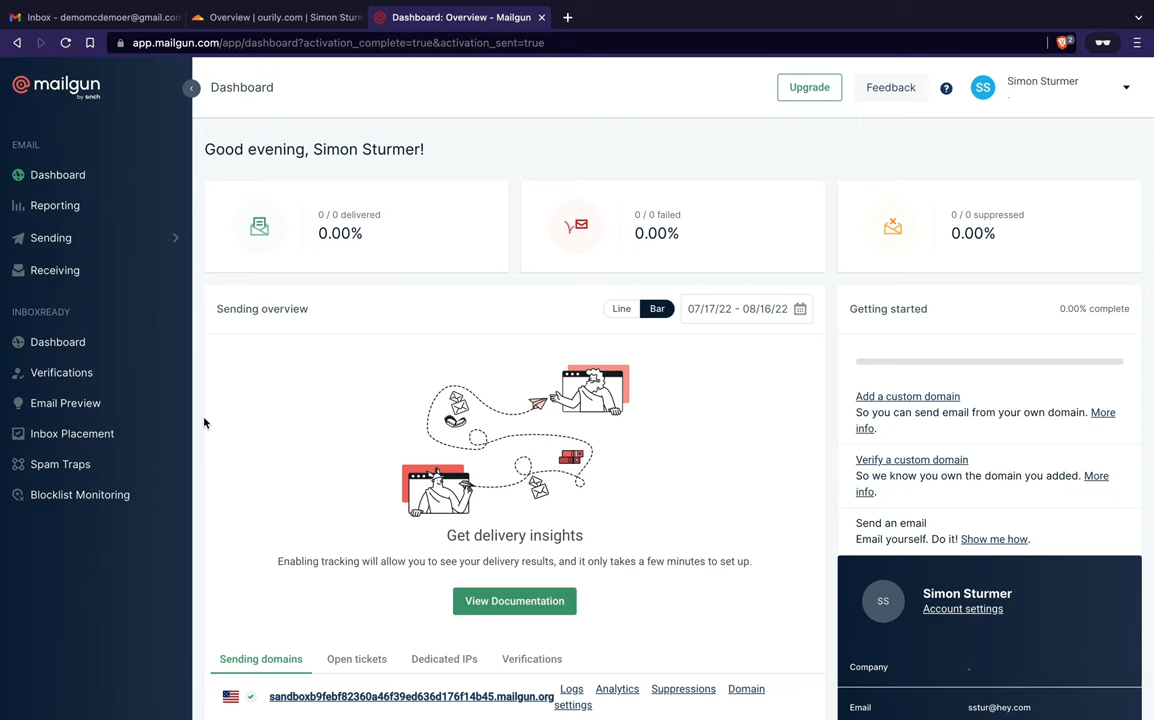 Inbox - demomcdemoer@gmail.com
Overview | ourily.com | Simon Sturm
Dashboard: Overview - Mailgun
app.mailgun.com/app/dashboard?activation_complete=true&activation_sent=true
2
mailgun
by sinch
Dashboard
Upgrade
Feedback
?
SS
Simon Sturmer
.
EMAIL
Dashboard
Reporting
Sending
Receiving
INBOXREADY
Dashboard
Verifications
Email Preview
Inbox Placement
Spam Traps
Blocklist Monitoring
Good evening, Simon Sturmer!
0 / 0 delivered
0.00%
0 / 0 failed
0.00%
0 / 0 suppressed
0.00%
Sending overview
Line
Bar
07/17/22 - 08/16/22
Get delivery insights
Enabling tracking will allow you to see your delivery results, and it only takes a few minutes to set up.
View Documentation
Sending domains
Open tickets
Dedicated IPs
Verifications
sandboxb9febf82360a46f39ed636d176f14b45.mailgun.org
Logs
Analytics
Suppressions
Domain
settings
Getting started
0.00% complete
Add a custom domain
So you can send email from your own domain. More
info.
Verify a custom domain
So we know you own the domain you added. More
info.
Send an email
Email yourself. Do it! Show me how.
SS
Simon Sturmer
Account settings
Company
.
Email
sstur@hey.com